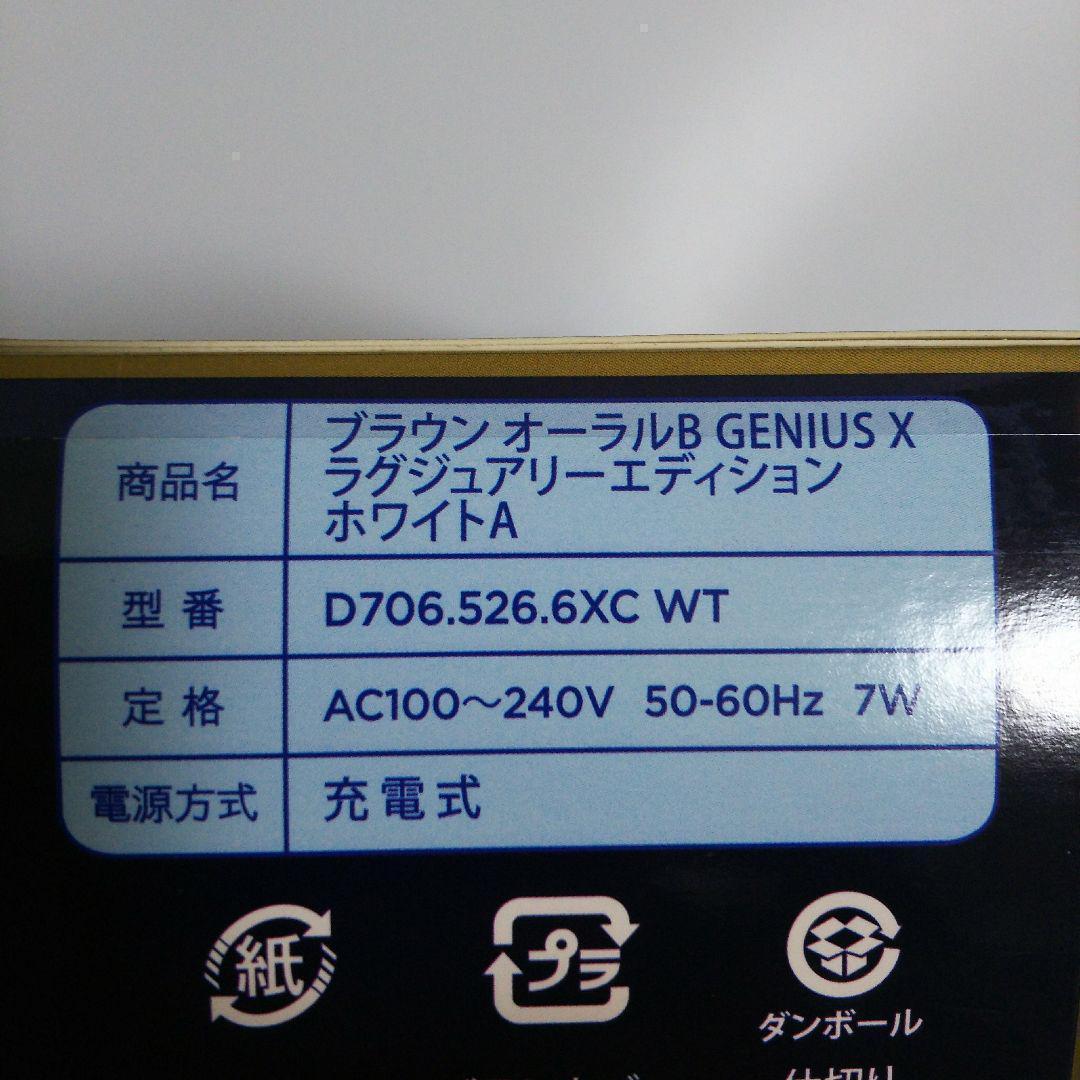 商品名
ブラウン オーラルB GENIUS X
ラグジュアリーエディション
ホワイトA
型番 D706.526.6XC WT
定格 AC100～240V 50-60Hz 7W
電源方式 充電式
紙 プラ
ダンボール